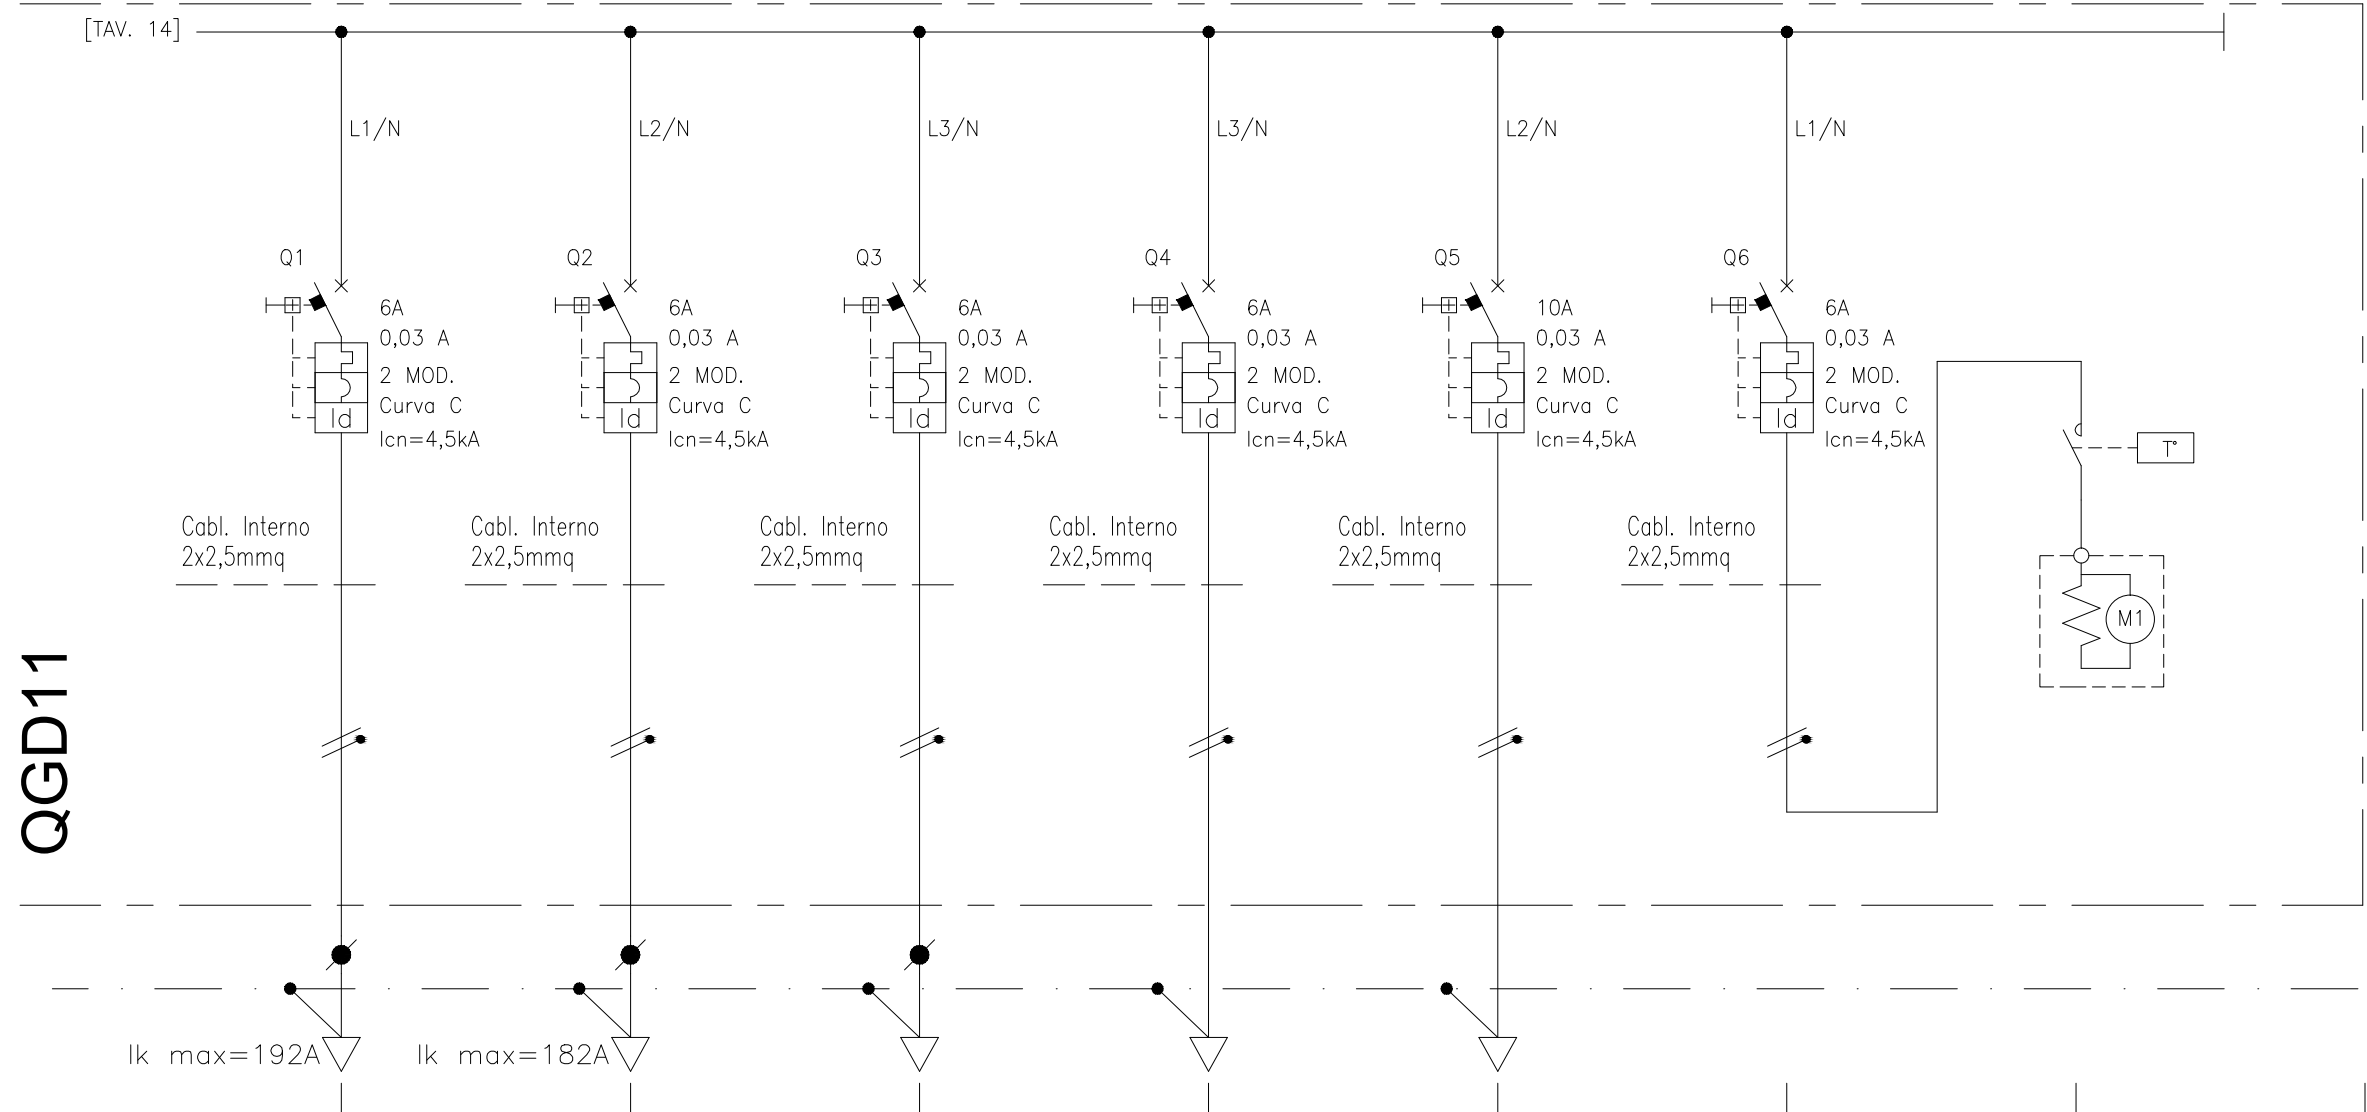 [TAV. 14]
L1/N
L2/N
L3/N
L3/N
L2/N
L1/N
Q1
6A
0,03 A
2 MOD.
Curva C
Icn=4,5kA
Id
Q2
6A
0,03 A
2 MOD.
Curva C
Icn=4,5kA
Id
Q3
6A
0,03 A
2 MOD.
Curva C
Icn=4,5kA
Id
Q4
6A
0,03 A
2 MOD.
Curva C
Icn=4,5kA
Id
Q5
10A
0,03 A
2 MOD.
Curva C
Icn=4,5kA
Id
Q6
6A
0,03 A
2 MOD.
Curva C
Icn=4,5kA
Id
T°
Cabl. Interno
2x2,5mmq
Cabl. Interno
2x2,5mmq
Cabl. Interno
2x2,5mmq
Cabl. Interno
2x2,5mmq
Cabl. Interno
2x2,5mmq
Cabl. Interno
2x2,5mmq
M1
QGD11
Ik max=192A
Ik max=182A